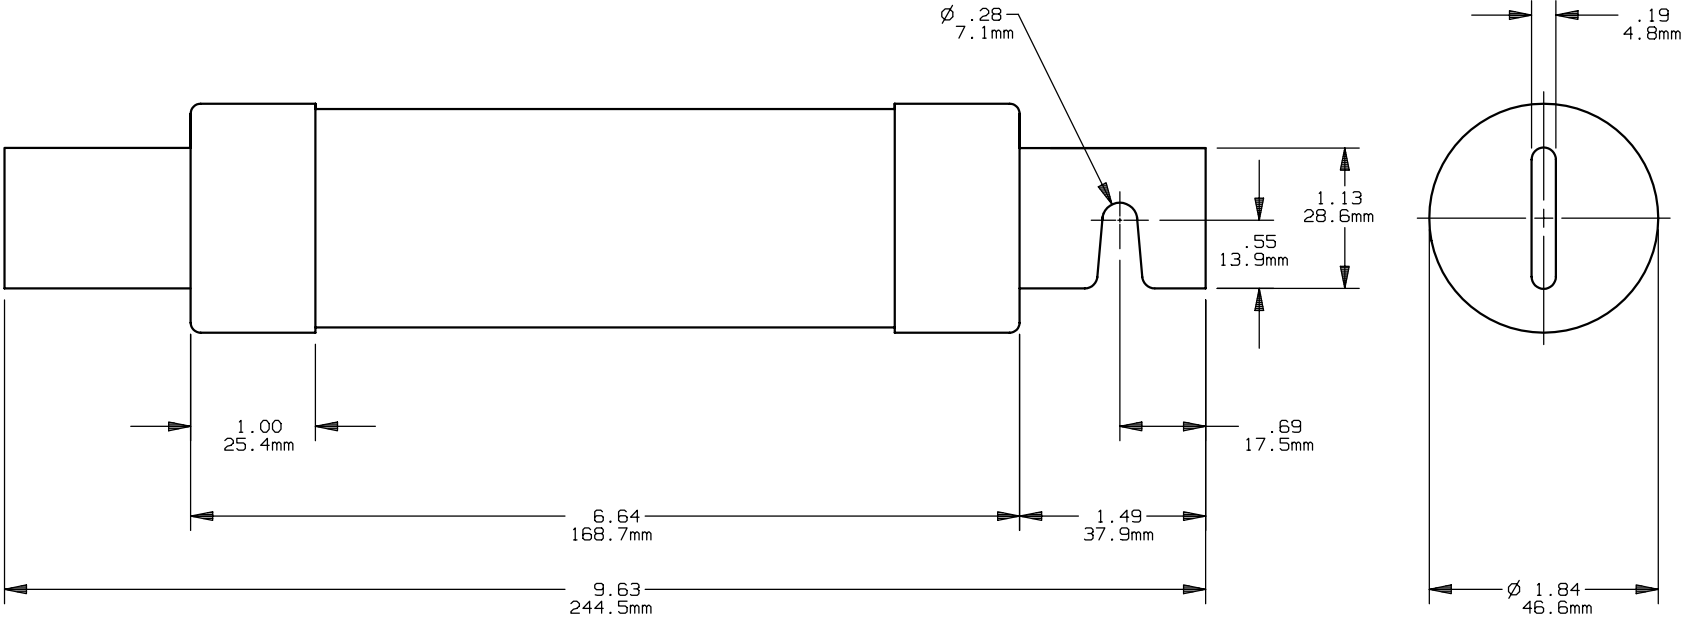 Ø .28
7.1mm
.19
4.8mm
1.13
28.6mm
.55
13.9mm
1.00
25.4mm
.69
17.5mm
6.64
168.7mm
1.49
37.9mm
9.63
244.5mm
Ø 1.84
46.6mm